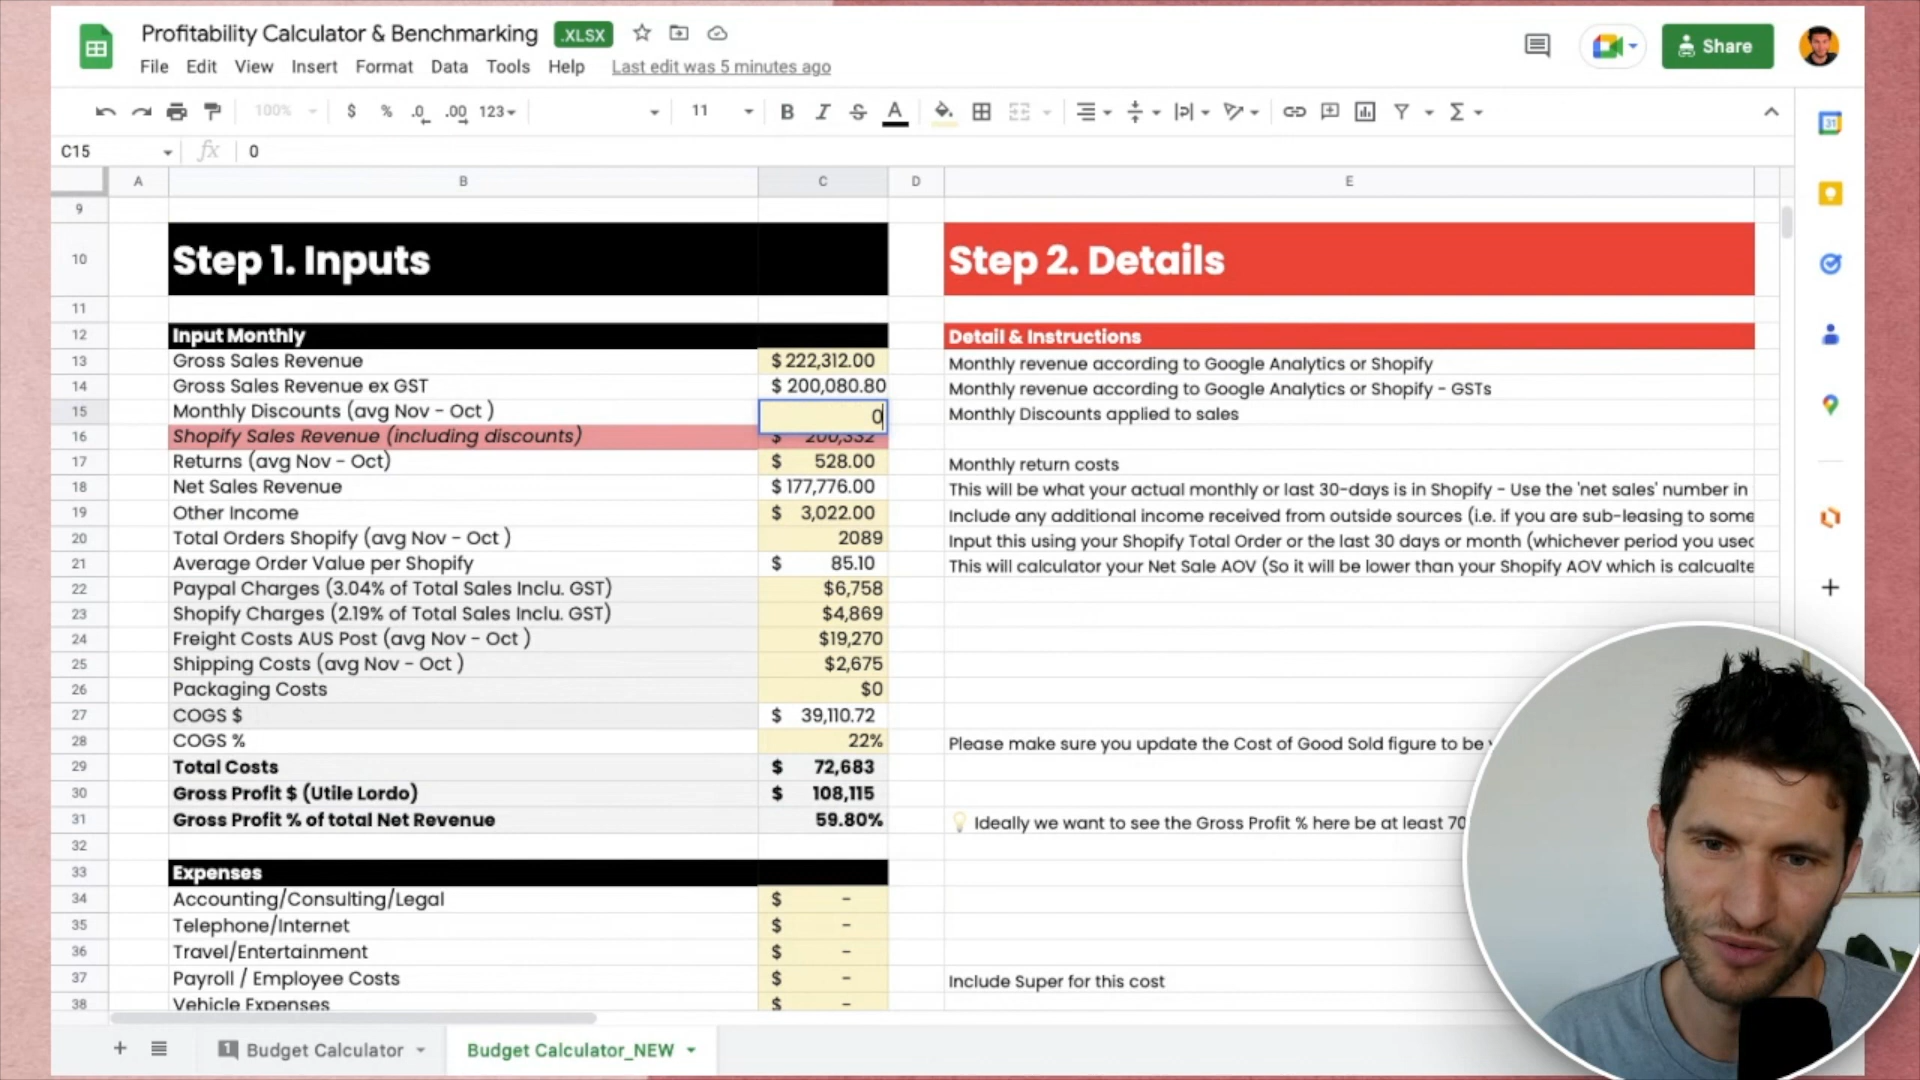 Profitability Calculator & Benchmarking .XLSX
File Edit View Insert Format Data Tools Help Last edit was 5 minutes ago
Share
100% $ % .0 .00 123 11 B I S A
C15 fx 0
A B C D E
9
10 Step 1. Inputs Step 2. Details
11
12 Input Monthly Detail & Instructions
13 Gross Sales Revenue $ 222,312.00 Monthly revenue according to Google Analytics or Shopify
14 Gross Sales Revenue ex GST $ 200,080.80 Monthly revenue according to Google Analytics or Shopify - GSTs
15 Monthly Discounts (avg Nov - Oct ) 0 Monthly Discounts applied to sales
16 Shopify Sales Revenue (including discounts) $ 200,332
17 Returns (avg Nov - Oct) $ 528.00 Monthly return costs
18 Net Sales Revenue $ 177,776.00 This will be what your actual monthly or last 30-days is in Shopify - Use the 'net sales' number in
19 Other Income $ 3,022.00 Include any additional income received from outside sources (i.e. if you are sub-leasing to some
20 Total Orders Shopify (avg Nov - Oct ) 2089 Input this using your Shopify Total Order or the last 30 days or month (whichever period you used
21 Average Order Value per Shopify $ 85.10 This will calculator your Net Sale AOV (So it will be lower than your Shopify AOV which is calcualte
22 Paypal Charges (3.04% of Total Sales Inclu. GST) $6,758
23 Shopify Charges (2.19% of Total Sales Inclu. GST) $4,869
24 Freight Costs AUS Post (avg Nov - Oct ) $19,270
25 Shipping Costs (avg Nov - Oct ) $2,675
26 Packaging Costs $0
27 COGS $ $ 39,110.72
28 COGS % 22% Please make sure you update the Cost of Good Sold figure to be
29 Total Costs $ 72,683
30 Gross Profit $ (Utile Lordo) $ 108,115
31 Gross Profit % of total Net Revenue 59.80% Ideally we want to see the Gross Profit % here be at least 70
32
33 Expenses
34 Accounting/Consulting/Legal $ -
35 Telephone/Internet $ -
36 Travel/Entertainment $ -
37 Payroll / Employee Costs $ - Include Super for this cost
38 Vehicle Expenses $ -
1 Budget Calculator Budget Calculator_NEW